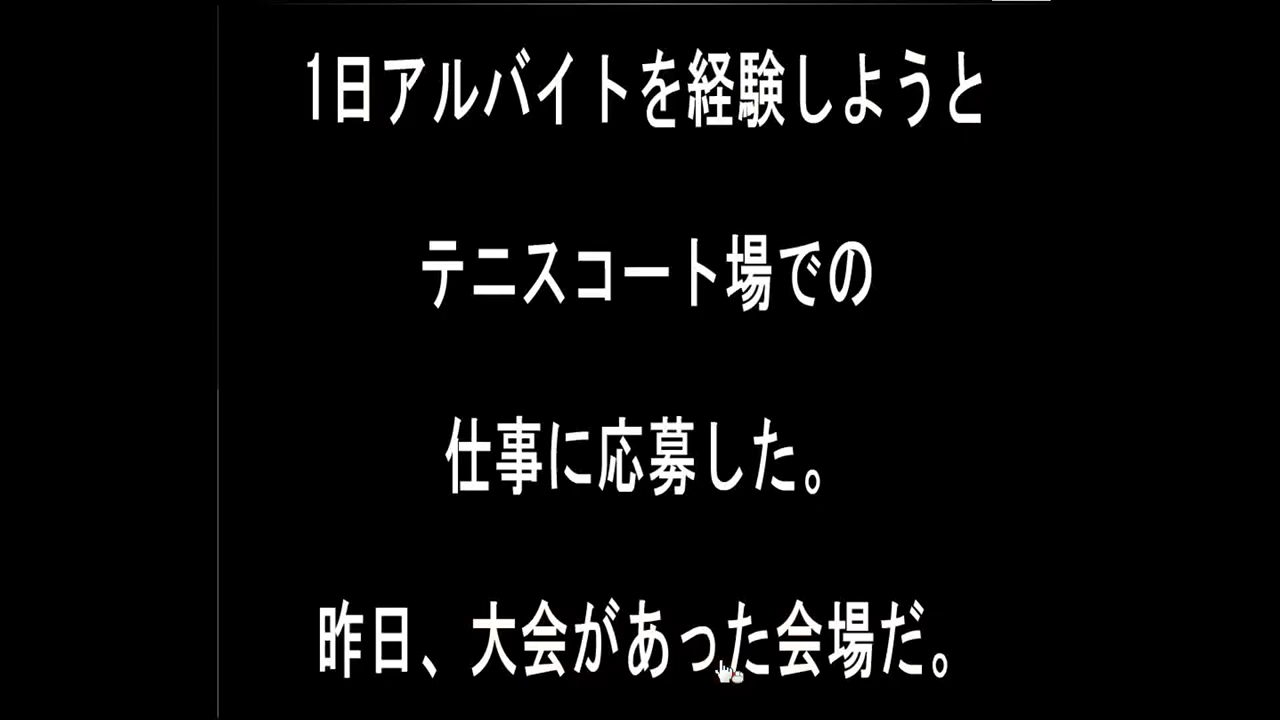 1日アルバイトを経験しようと
テニスコート場での
仕事に応募した。
昨日、大会があった会場だ。